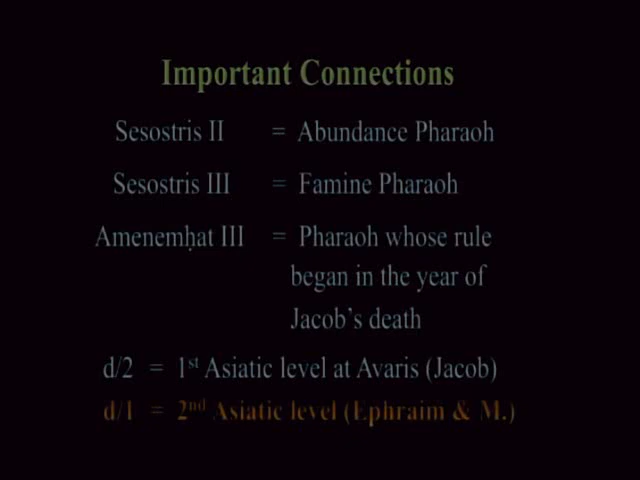 Important Connections
Sesostris II = Abundance Pharaoh
Sesostris III = Famine Pharaoh
Amenemḥat III = Pharaoh whose rule
began in the year of
Jacob's death
d/2 = 1st Asiatic level at Avaris (Jacob)
d/1 = 2nd Asiatic level (Ephraim & M.)